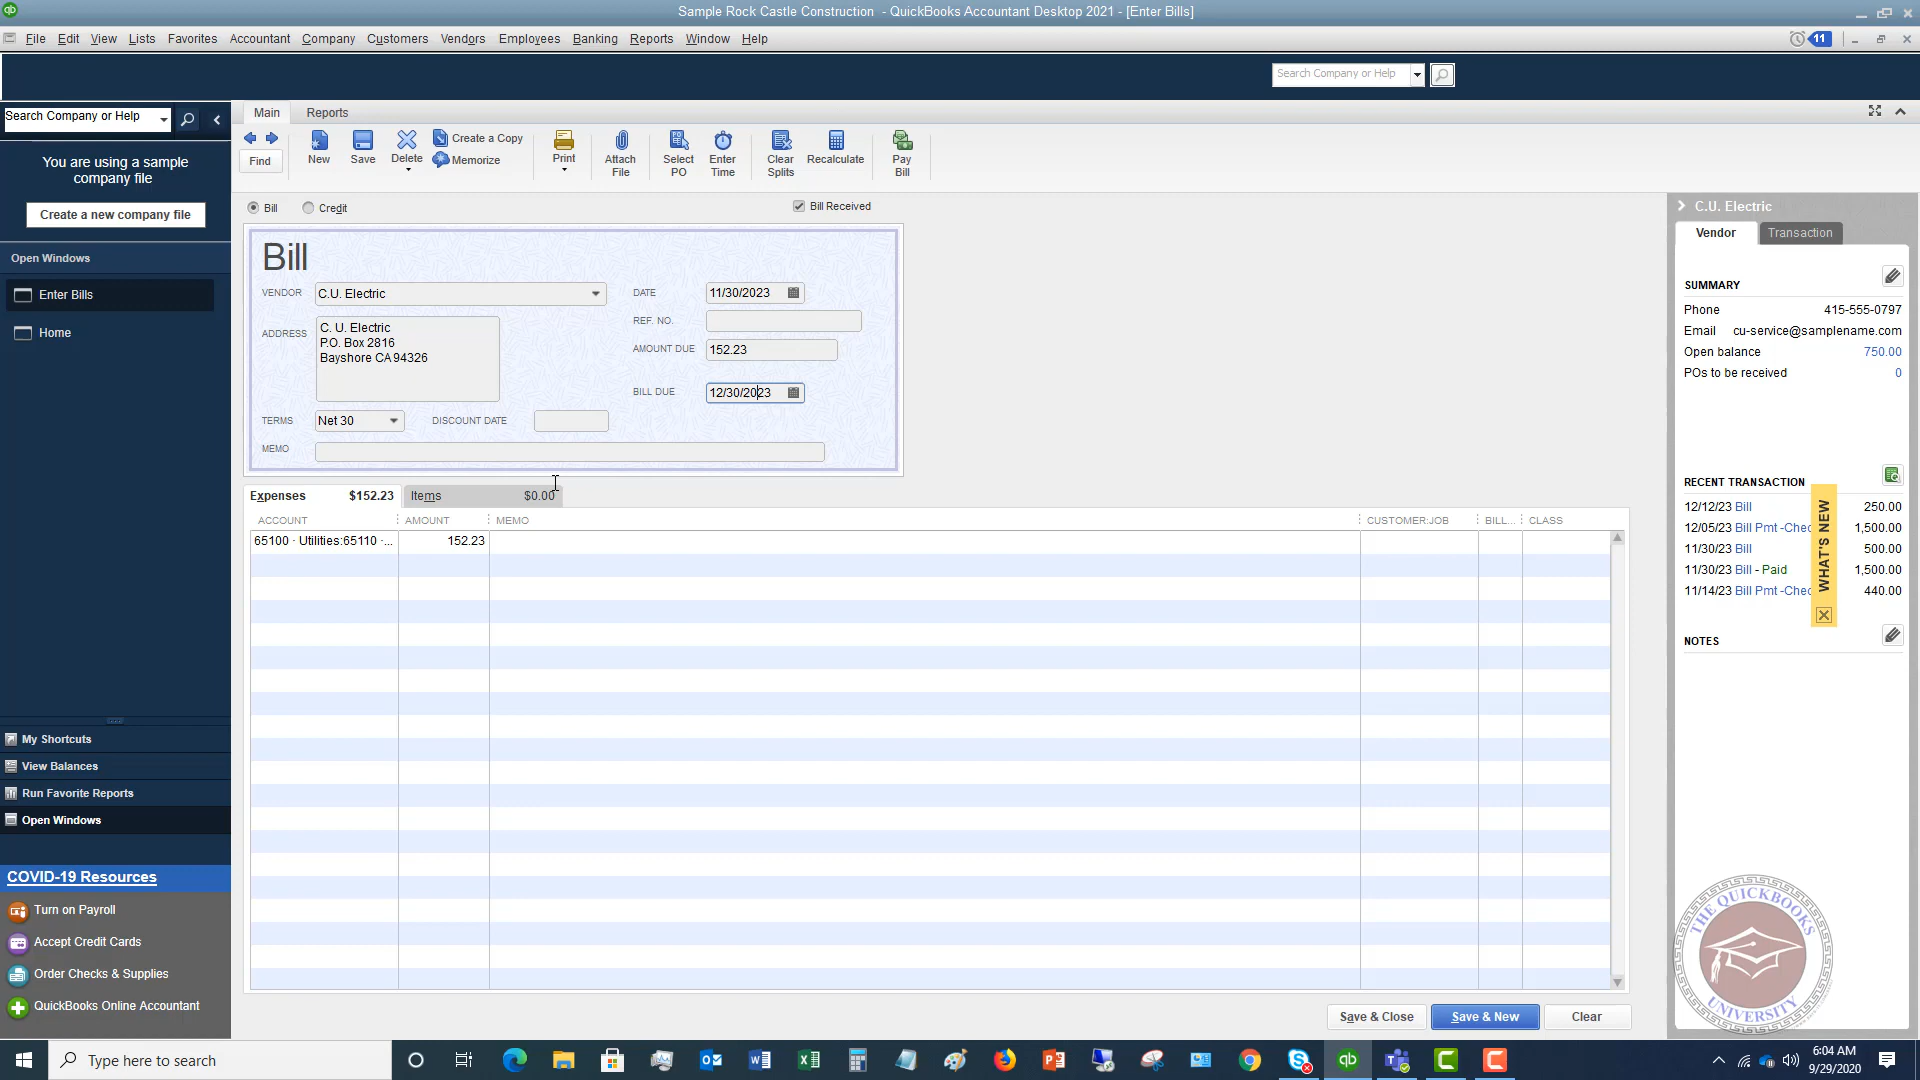 Sample Rock Castle Construction - QuickBooks Accountant Desktop 2021 - [Enter Bills]
File Edit View Lists Favorites Accountant Company Customers Vendors Employees Banking Reports Window Help
11
Search Company or Help
Search Company or Help
You are using a sample
company file
Create a new company file
Open Windows
Enter Bills
Home
My Shortcuts
View Balances
Run Favorite Reports
Open Windows
COVID-19 Resources
Turn on Payroll
Accept Credit Cards
Order Checks & Supplies
QuickBooks Online Accountant
Main Reports
Find
New
Save
Delete
Create a Copy
Memorize
Print
Attach
File
Select
PO
Enter
Time
Clear
Splits
Recalculate
Pay
Bill
Bill Credit Bill Received
Bill
VENDOR C.U. Electric
DATE 11/30/2023
REF. NO.
ADDRESS
C. U. Electric
P.O. Box 2816
Bayshore CA 94326
AMOUNT DUE 152.23
BILL DUE 12/30/2023
TERMS Net 30 DISCOUNT DATE
MEMO
Expenses $152.23 Items $0.00
ACCOUNT AMOUNT MEMO CUSTOMER:JOB BILL... CLASS
65100 · Utilities:65110 ·... 152.23
Save & Close Save & New Clear
C.U. Electric
Vendor Transaction
SUMMARY
Phone 415-555-0797
Email cu-service@samplename.com
Open balance 750.00
POs to be received 0
RECENT TRANSACTION
12/12/23 Bill 250.00
12/05/23 Bill Pmt -Chec 1,500.00
11/30/23 Bill 500.00
11/30/23 Bill - Paid 1,500.00
11/14/23 Bill Pmt -Chec 440.00
WHAT'S NEW
NOTES
THE QUICKBOOKS
UNIVERSITY
Type here to search
6:04 AM
9/29/2020